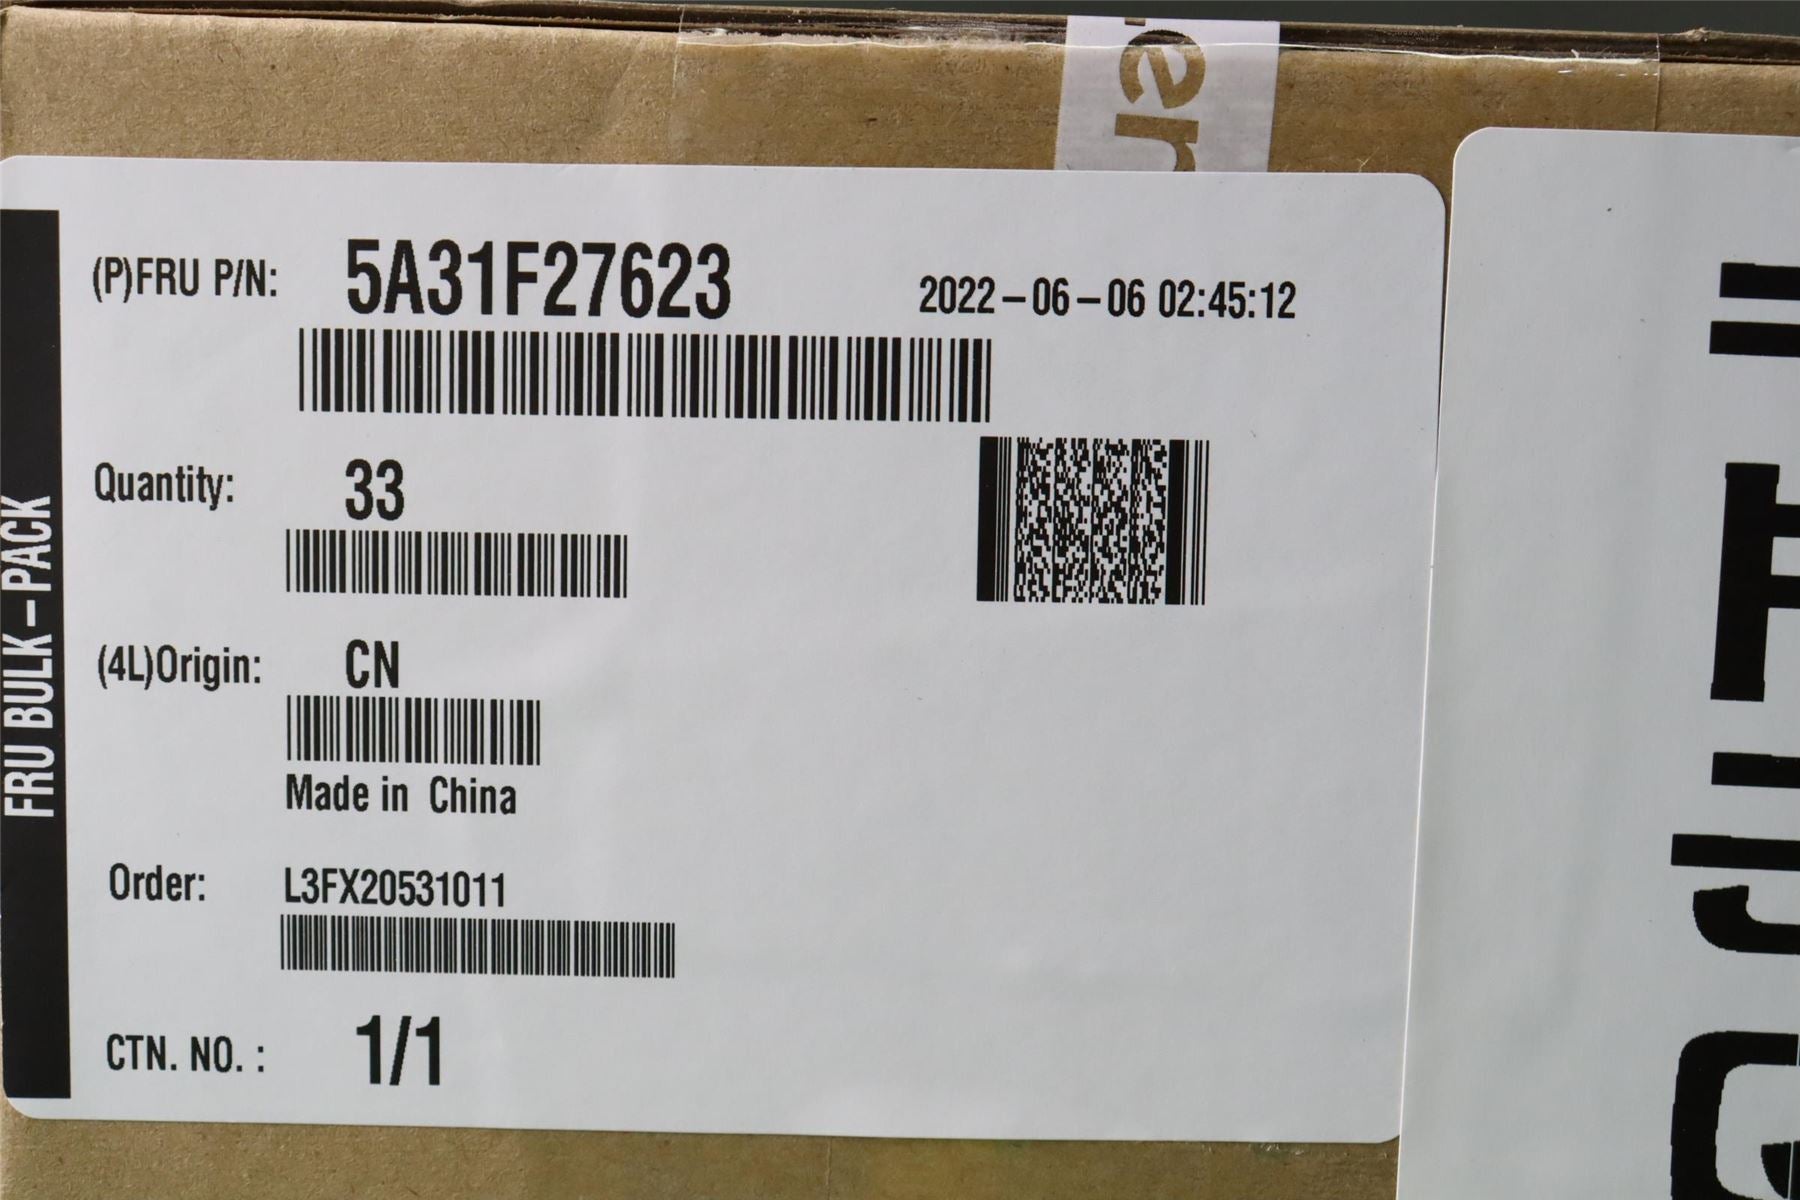 en
(P)FRU P/N: 5A31F27623 2022-06-06 02:45:12
Quantity: 33
(4L)Origin: CN
Made in China
Order: L3FX20531011
CTN. NO. : 1/1
FRU BULK-PACK